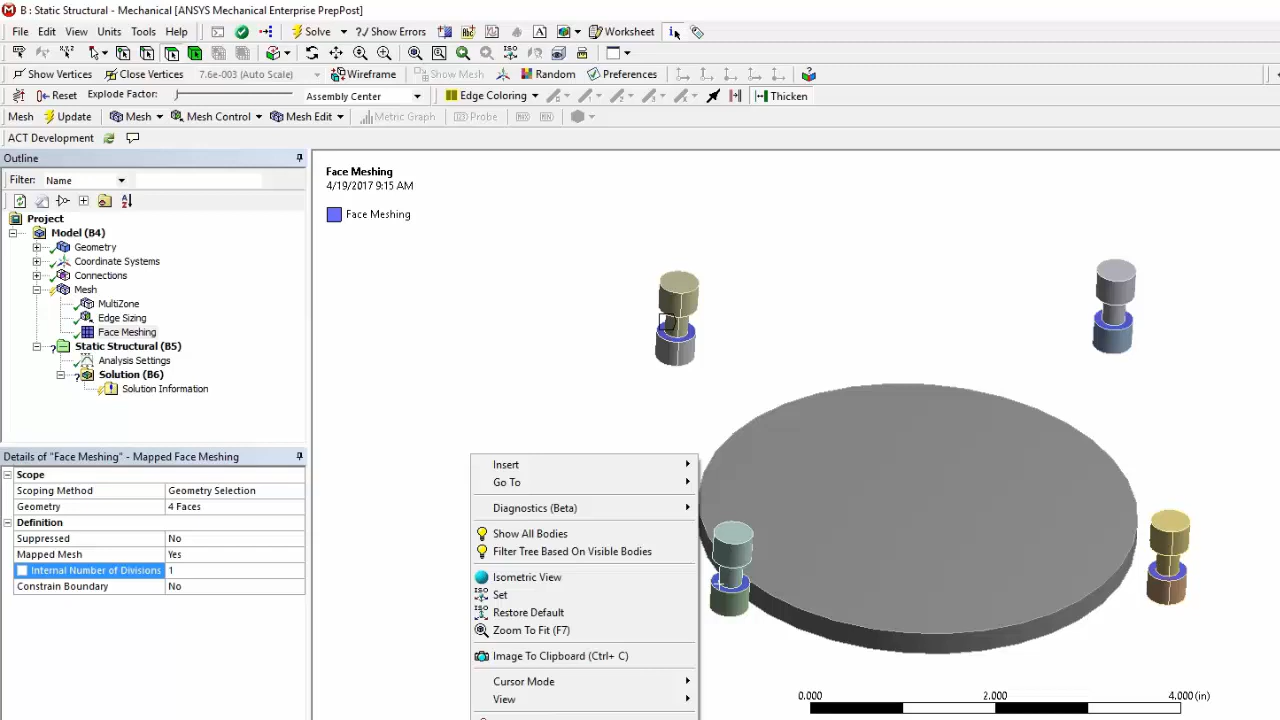 B : Static Structural - Mechanical [ANSYS Mechanical Enterprise PrepPost]
File Edit View Units Tools Help Solve ?/ Show Errors Worksheet
Show Vertices Close Vertices 7.6e-003 (Auto Scale) Wireframe Show Mesh Random Preferences
Reset Explode Factor: Assembly Center Edge Coloring Thicken
Mesh Update Mesh Mesh Control Mesh Edit Metric Graph Probe
ACT Development
Outline
Filter: Name
Project
Model (B4)
Geometry
Coordinate Systems
Connections
Mesh
MultiZone
Edge Sizing
Face Meshing
Static Structural (B5)
Analysis Settings
Solution (B6)
Solution Information
Details of "Face Meshing" - Mapped Face Meshing
Scope
Scoping Method Geometry Selection
Geometry 4 Faces
Definition
Suppressed No
Mapped Mesh Yes
Internal Number of Divisions 1
Constrain Boundary No
Face Meshing
4/19/2017 9:15 AM
Face Meshing
Insert
Go To
Diagnostics (Beta)
Show All Bodies
Filter Tree Based On Visible Bodies
Isometric View
ISO Set
ISO Restore Default
Zoom To Fit (F7)
Image To Clipboard (Ctrl+ C)
Cursor Mode
View
0.000 2.000 4.000 (in)